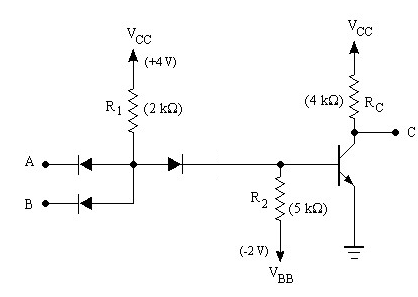 V_CC
(+4 V)
V_CC
R_1
(2 kΩ)
(4 kΩ)
R_C
C
A
B
R_2
(5 kΩ)
(-2 V)
V_BB